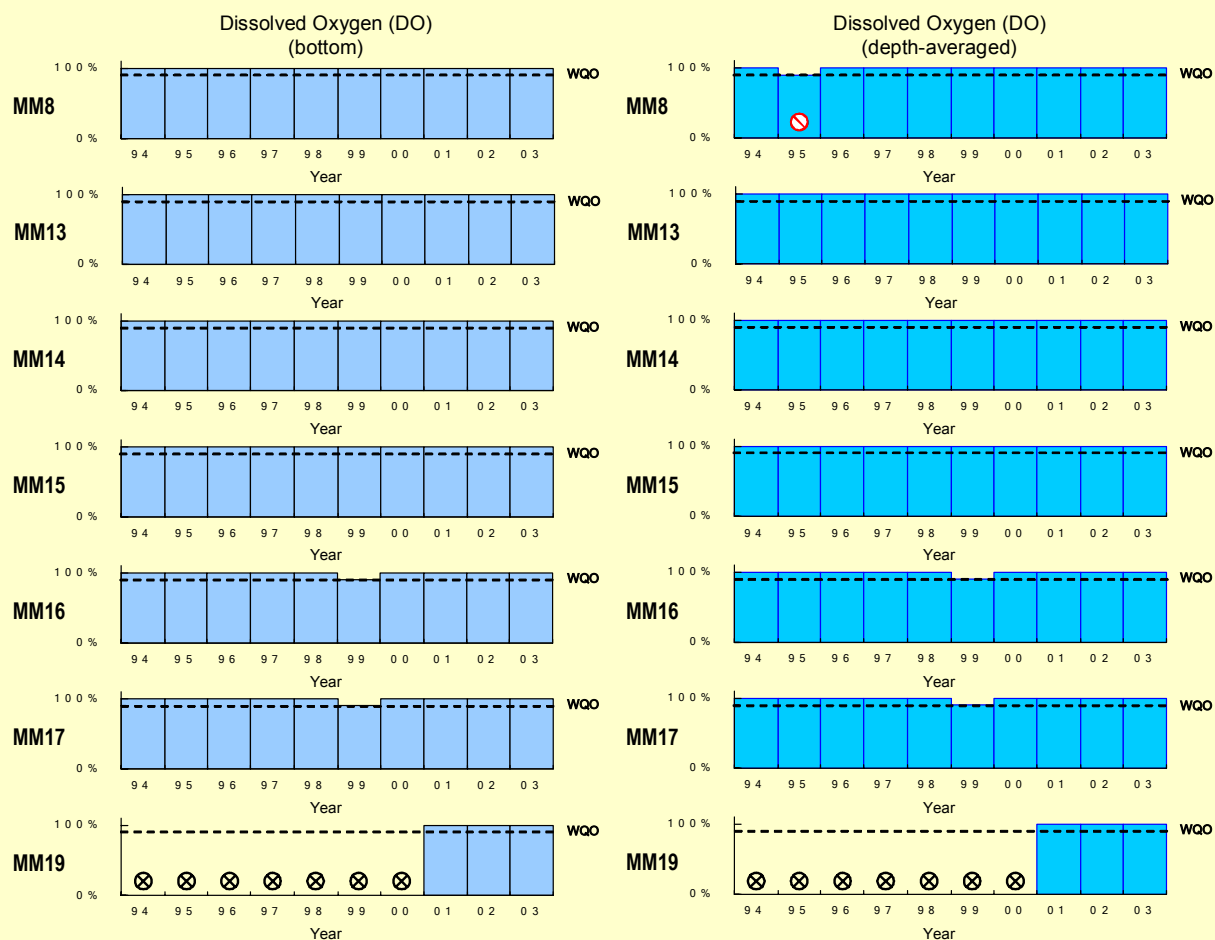 Dissolved Oxygen (DO)
(bottom)
Dissolved Oxygen (DO)
(depth-averaged)
MM8
100%
0%
WQO
94 95 96 97 98 99 00 01 02 03
Year
MM8
100%
0%
WQO
94 95 96 97 98 99 00 01 02 03
Year
MM13
100%
0%
WQO
94 95 96 97 98 99 00 01 02 03
Year
MM13
100%
0%
WQO
94 95 96 97 98 99 00 01 02 03
Year
MM14
100%
0%
WQO
94 95 96 97 98 99 00 01 02 03
Year
MM14
100%
0%
WQO
94 95 96 97 98 99 00 01 02 03
Year
MM15
100%
0%
WQO
94 95 96 97 98 99 00 01 02 03
Year
MM15
100%
0%
WQO
94 95 96 97 98 99 00 01 02 03
Year
MM16
100%
0%
WQO
94 95 96 97 98 99 00 01 02 03
Year
MM16
100%
0%
WQO
94 95 96 97 98 99 00 01 02 03
Year
MM17
100%
0%
WQO
94 95 96 97 98 99 00 01 02 03
Year
MM17
100%
0%
WQO
94 95 96 97 98 99 00 01 02 03
Year
MM19
100%
0%
WQO
94 95 96 97 98 99 00 01 02 03
Year
MM19
100%
0%
WQO
94 95 96 97 98 99 00 01 02 03
Year